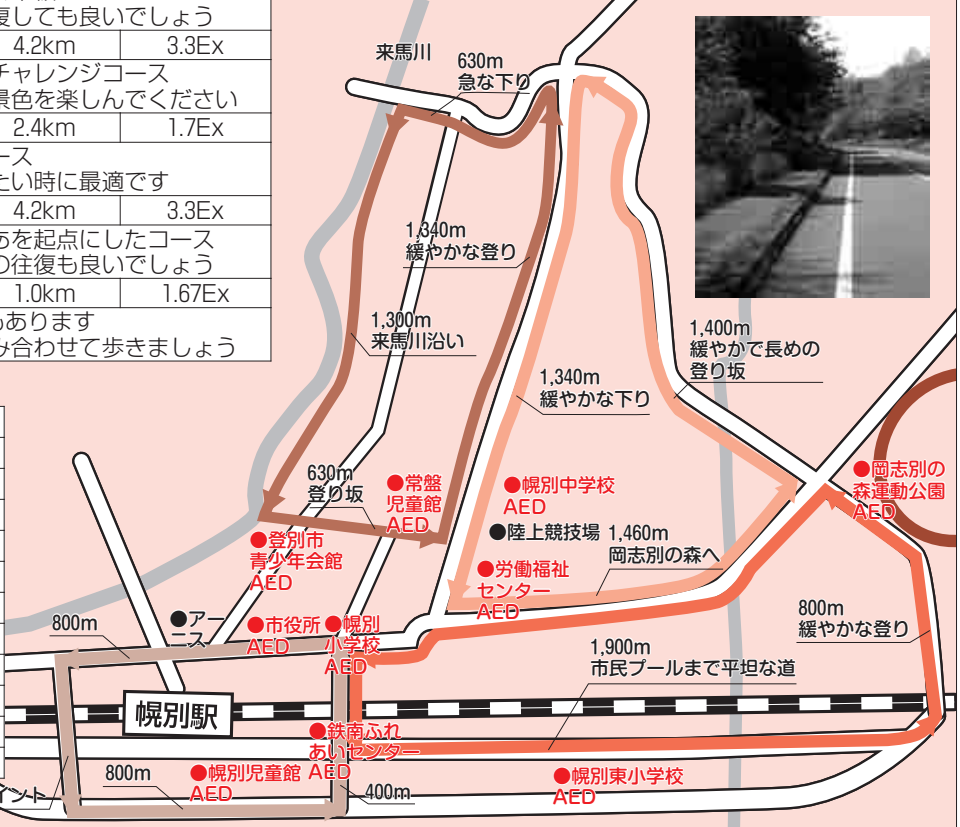 復しても良いでしょう
4.2km 3.3Ex
チャレンジコース
景色を楽しんでください
2.4km 1.7Ex
ース
たい時に最適です
4.2km 3.3Ex
あを起点にしたコース
の往復も良いでしょう
1.0km 1.67Ex
もあります
み合わせて歩きましょう
来馬川
630m
急な下り
1,340m
緩やかな登り
1,300m
来馬川沿い
1,340m
緩やかな下り
1,400m
緩やかで長めの
登り坂
630m
登り坂
●常盤
児童館
AED
●幌別中学校
AED
●陸上競技場
1,460m
岡志別の森へ
●岡志別の
森運動公園
AED
●登別市
青少年会館
AED
●労働福祉
センター
AED
800m
●アー
ニス
●市役所
AED
●幌別
小学校
AED
800m
緩やかな登り
1,900m
市民プールまで平坦な道
幌別駅
●鉄南ふれ
あいセンター
AED
800m
●幌別児童館
AED
400m
●幌別東小学校
AED
イント